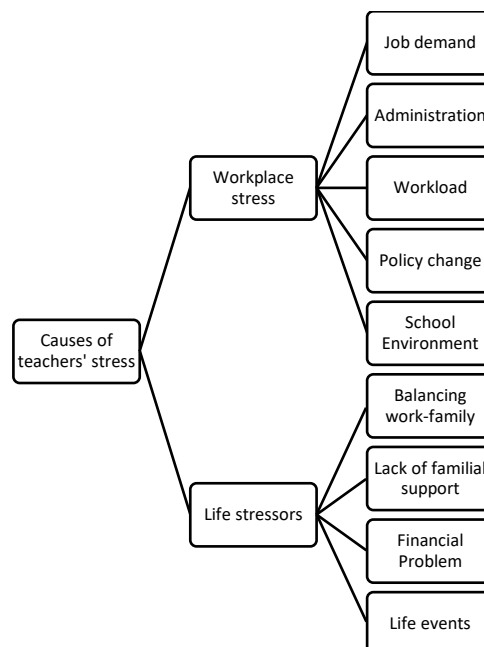 Causes of
teachers' stress
Workplace
stress
Job demand
Administration
Workload
Policy change
School
Environment
Life stressors
Balancing
work-family
Lack of familial
support
Financial
Problem
Life events